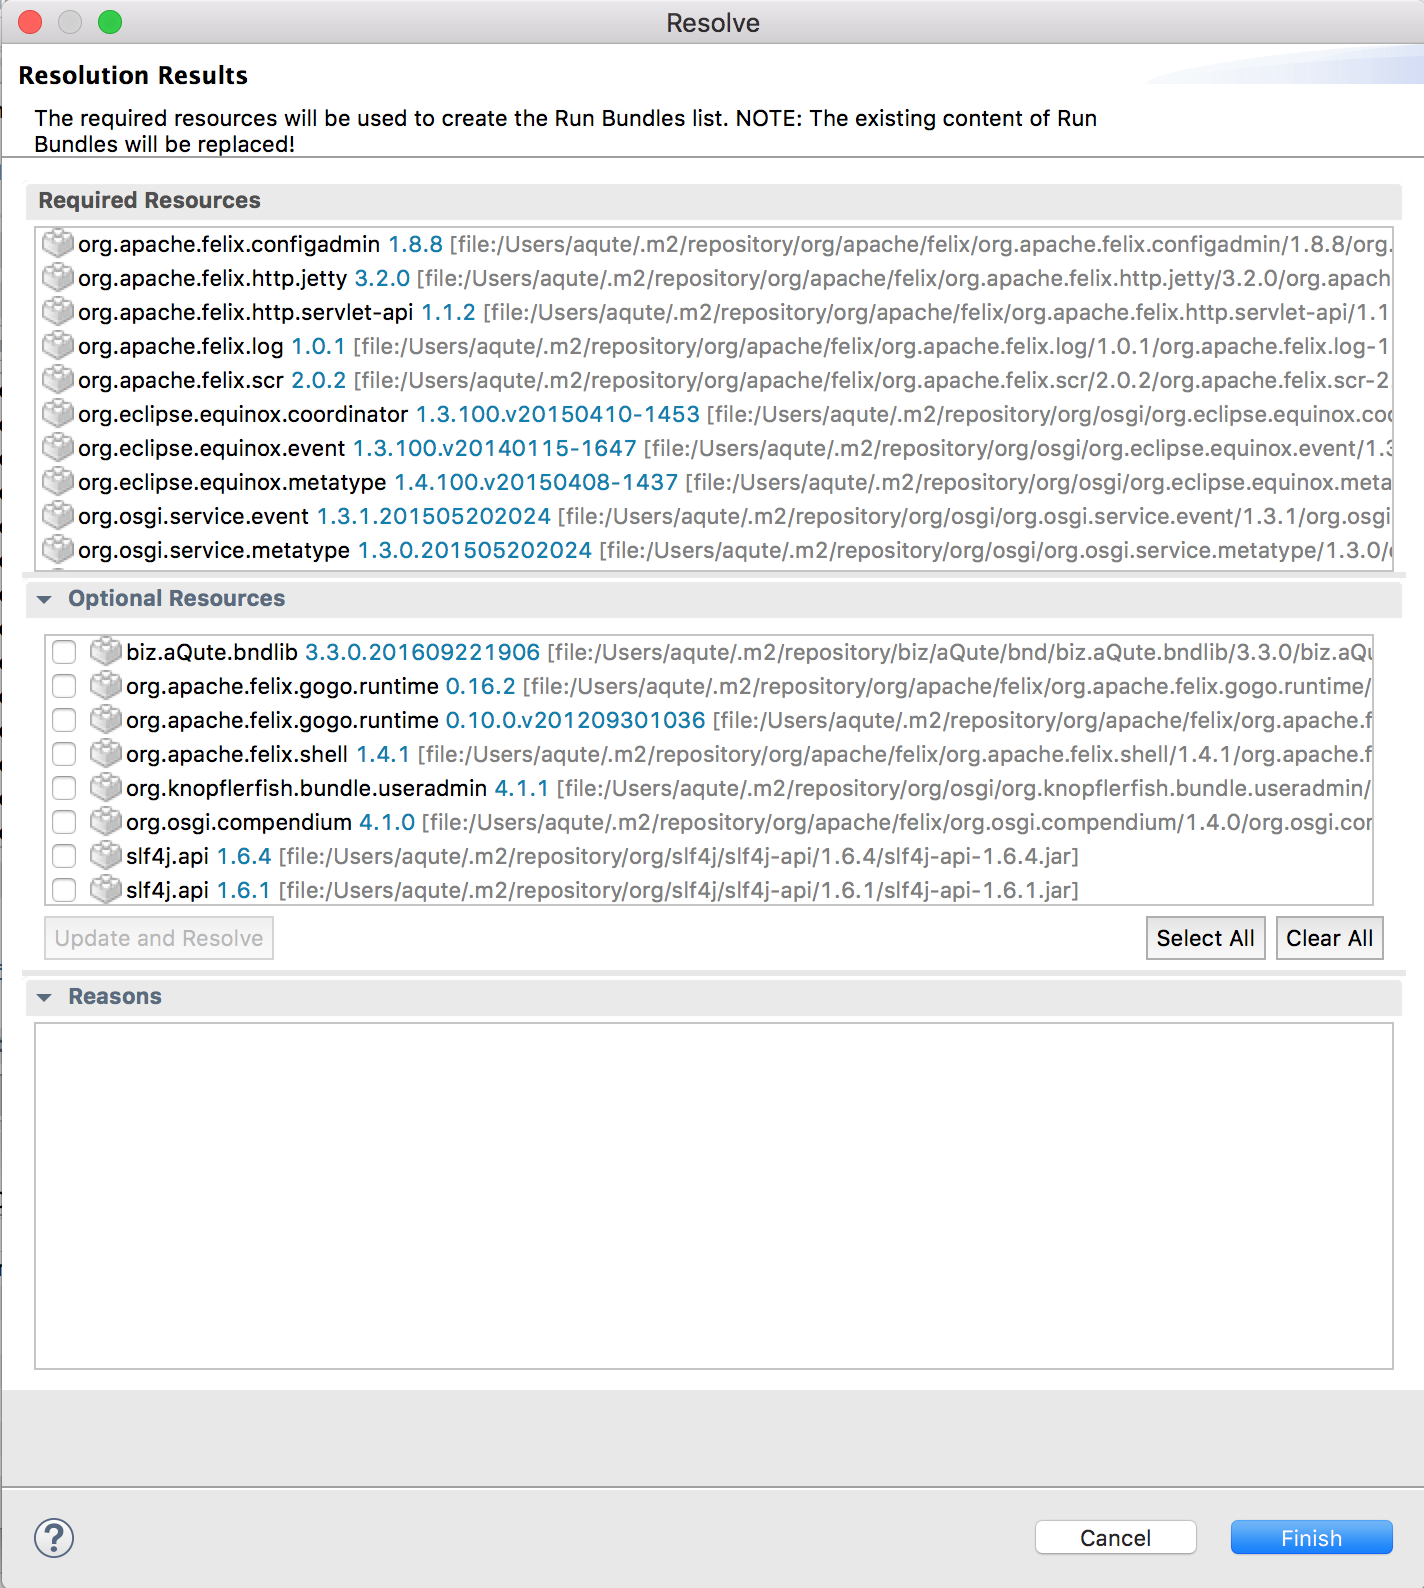 Resolve
Resolution Results
The required resources will be used to create the Run Bundles list. NOTE: The existing content of Run
Bundles will be replaced!
Required Resources
org.apache.felix.configadmin 1.8.8 [file:/Users/aqute/.m2/repository/org/apache/felix/org.apache.felix.configadmin/1.8.8/org.
org.apache.felix.http.jetty 3.2.0 [file:/Users/aqute/.m2/repository/org/apache/felix/org.apache.felix.http.jetty/3.2.0/org.apach
org.apache.felix.http.servlet-api 1.1.2 [file:/Users/aqute/.m2/repository/org/apache/felix/org.apache.felix.http.servlet-api/1.1
org.apache.felix.log 1.0.1 [file:/Users/aqute/.m2/repository/org/apache/felix/org.apache.felix.log/1.0.1/org.apache.felix.log-1
org.apache.felix.scr 2.0.2 [file:/Users/aqute/.m2/repository/org/apache/felix/org.apache.felix.scr/2.0.2/org.apache.felix.scr-2
org.eclipse.equinox.coordinator 1.3.100.v20150410-1453 [file:/Users/aqute/.m2/repository/org/osgi/org.eclipse.equinox.coo
org.eclipse.equinox.event 1.3.100.v20140115-1647 [file:/Users/aqute/.m2/repository/org/osgi/org.eclipse.equinox.event/1.3
org.eclipse.equinox.metatype 1.4.100.v20150408-1437 [file:/Users/aqute/.m2/repository/org/osgi/org.eclipse.equinox.meta
org.osgi.service.event 1.3.1.201505202024 [file:/Users/aqute/.m2/repository/org/osgi/org.osgi.service.event/1.3.1/org.osgi
org.osgi.service.metatype 1.3.0.201505202024 [file:/Users/aqute/.m2/repository/org/osgi/org.osgi.service.metatype/1.3.0/
Optional Resources
biz.aQute.bndlib 3.3.0.201609221906 [file:/Users/aqute/.m2/repository/biz/aQute/bnd/biz.aQute.bndlib/3.3.0/biz.aQu
org.apache.felix.gogo.runtime 0.16.2 [file:/Users/aqute/.m2/repository/org/apache/felix/org.apache.felix.gogo.runtime/
org.apache.felix.gogo.runtime 0.10.0.v201209301036 [file:/Users/aqute/.m2/repository/org/apache/felix/org.apache.f
org.apache.felix.shell 1.4.1 [file:/Users/aqute/.m2/repository/org/apache/felix/org.apache.felix.shell/1.4.1/org.apache.f
org.knopflerfish.bundle.useradmin 4.1.1 [file:/Users/aqute/.m2/repository/org/osgi/org.knopflerfish.bundle.useradmin/
org.osgi.compendium 4.1.0 [file:/Users/aqute/.m2/repository/org/apache/felix/org.osgi.compendium/1.4.0/org.osgi.cor
slf4j.api 1.6.4 [file:/Users/aqute/.m2/repository/org/slf4j/slf4j-api/1.6.4/slf4j-api-1.6.4.jar]
slf4j.api 1.6.1 [file:/Users/aqute/.m2/repository/org/slf4j/slf4j-api/1.6.1/slf4j-api-1.6.1.jar]
Update and Resolve Select All Clear All
Reasons
? Cancel Finish